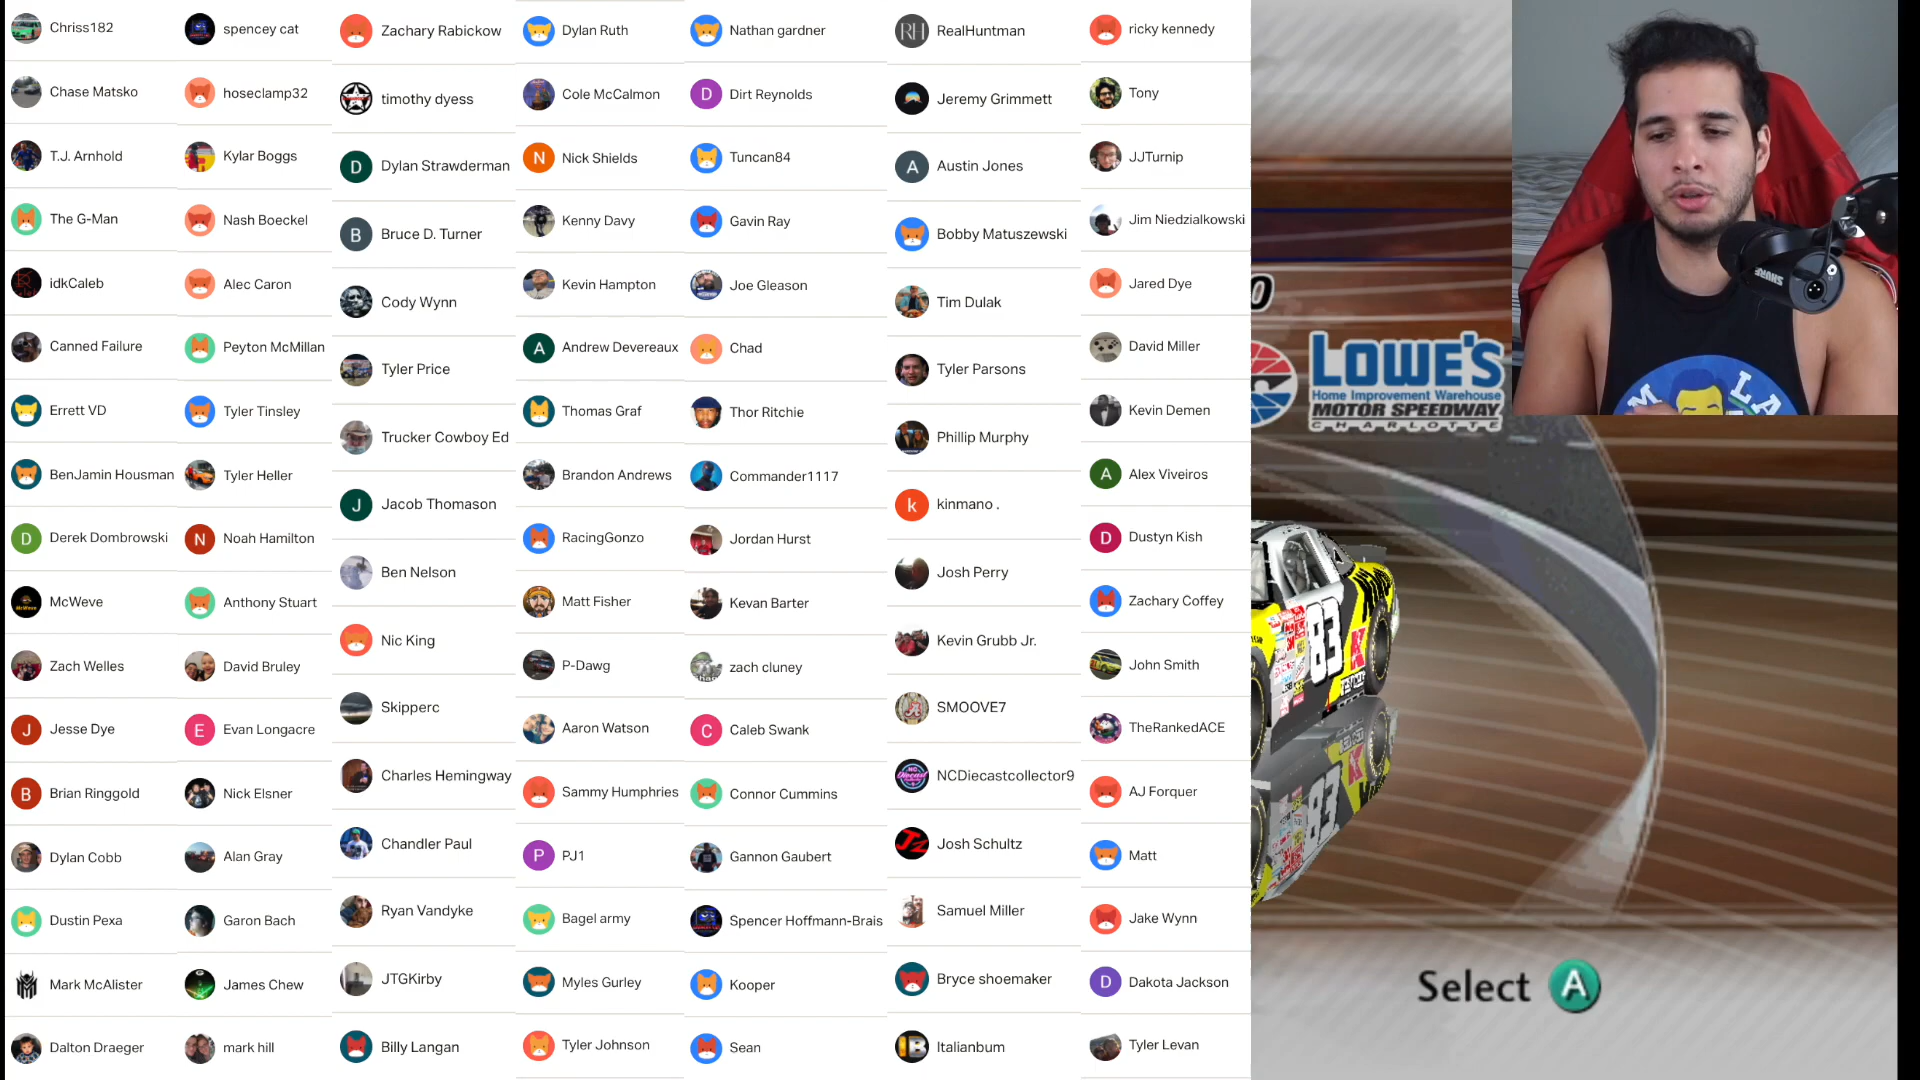 Chriss182
Chase Matsko
T.J. Arnhold
The G-Man
idkCaleb
Canned Failure
Errett VD
BenJamin Housman
Derek Dombrowski
McWeve
Zach Welles
Jesse Dye
Brian Ringgold
Dylan Cobb
Dustin Pexa
Mark McAlister
Dalton Draeger
spencey cat
hoseclamp32
Kylar Boggs
Nash Boeckel
Alec Caron
Peyton McMillan
Tyler Tinsley
Tyler Heller
Noah Hamilton
Anthony Stuart
David Bruley
Evan Longacre
Nick Elsner
Alan Gray
Garon Bach
James Chew
mark hill
Zachary Rabickow
timothy dyess
Dylan Strawderman
Bruce D. Turner
Cody Wynn
Tyler Price
Trucker Cowboy Ed
Jacob Thomason
Ben Nelson
Nic King
Skipperc
Charles Hemingway
Chandler Paul
Ryan Vandyke
JTGKirby
Billy Langan
Dylan Ruth
Cole McCalmon
Nick Shields
Kenny Davy
Kevin Hampton
Andrew Devereaux
Thomas Graf
Brandon Andrews
RacingGonzo
Matt Fisher
P-Dawg
Aaron Watson
Sammy Humphries
PJ1
Bagel army
Myles Gurley
Tyler Johnson
Nathan gardner
Dirt Reynolds
Tuncan84
Gavin Ray
Joe Gleason
Chad
Thor Ritchie
Commander1117
Jordan Hurst
Kevan Barter
zach cluney
Caleb Swank
Connor Cummins
Gannon Gaubert
Spencer Hoffmann-Brais
Kooper
Sean
RH RealHuntman
Jeremy Grimmett
Austin Jones
Bobby Matuszewski
Tim Dulak
Tyler Parsons
Phillip Murphy
kinmano .
Josh Perry
Kevin Grubb Jr.
SMOOVE7
NCDiecastcollector9
Josh Schultz
Samuel Miller
Bryce shoemaker
Italianbum
ricky kennedy
Tony
JJTurnip
Jim Niedzialkowski
Jared Dye
David Miller
Kevin Demen
Alex Viveiros
Dustyn Kish
Zachary Coffey
John Smith
TheRankedACE
AJ Forquer
Matt
Jake Wynn
Dakota Jackson
Tyler Levan
0
LOWE'S
Home Improvement Warehouse
MOTOR SPEEDWAY
CHARLOTTE
83
K
SHURE
M LA
Select A